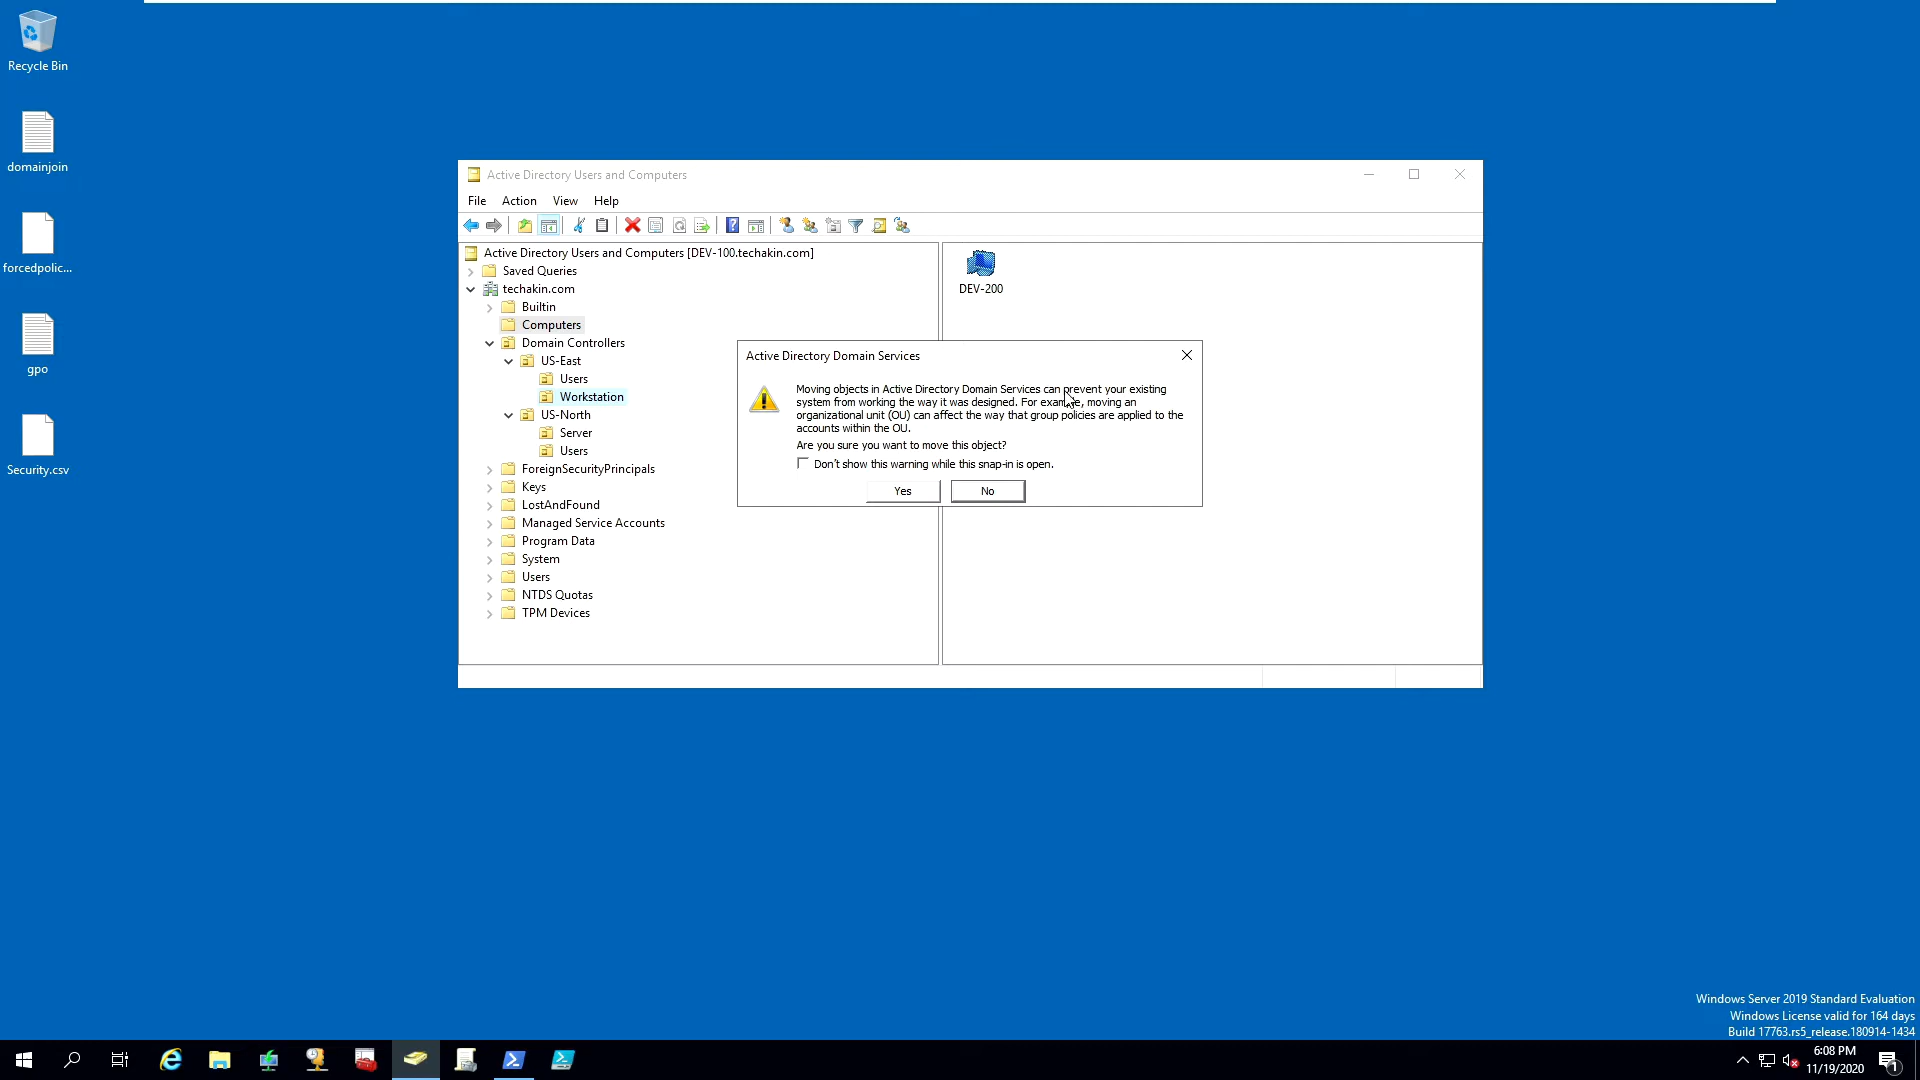 Recycle Bin
domainjoin
forcedpolic...
gpo
Security.csv
Active Directory Users and Computers
File Action View Help
Active Directory Users and Computers [DEV-100.techakin.com]
Saved Queries
techakin.com
Builtin
Computers
Domain Controllers
US-East
Users
Workstation
US-North
Server
Users
ForeignSecurityPrincipals
Keys
LostAndFound
Managed Service Accounts
Program Data
System
Users
NTDS Quotas
TPM Devices
DEV-200
Active Directory Domain Services
Moving objects in Active Directory Domain Services can prevent your existing
system from working the way it was designed. For example, moving an
organizational unit (OU) can affect the way that group policies are applied to the
accounts within the OU.
Are you sure you want to move this object?
Don't show this warning while this snap-in is open.
Yes No
Windows Server 2019 Standard Evaluation
Windows License valid for 164 days
Build 17763.rs5_release.180914-1434
6:08 PM
11/19/2020
1